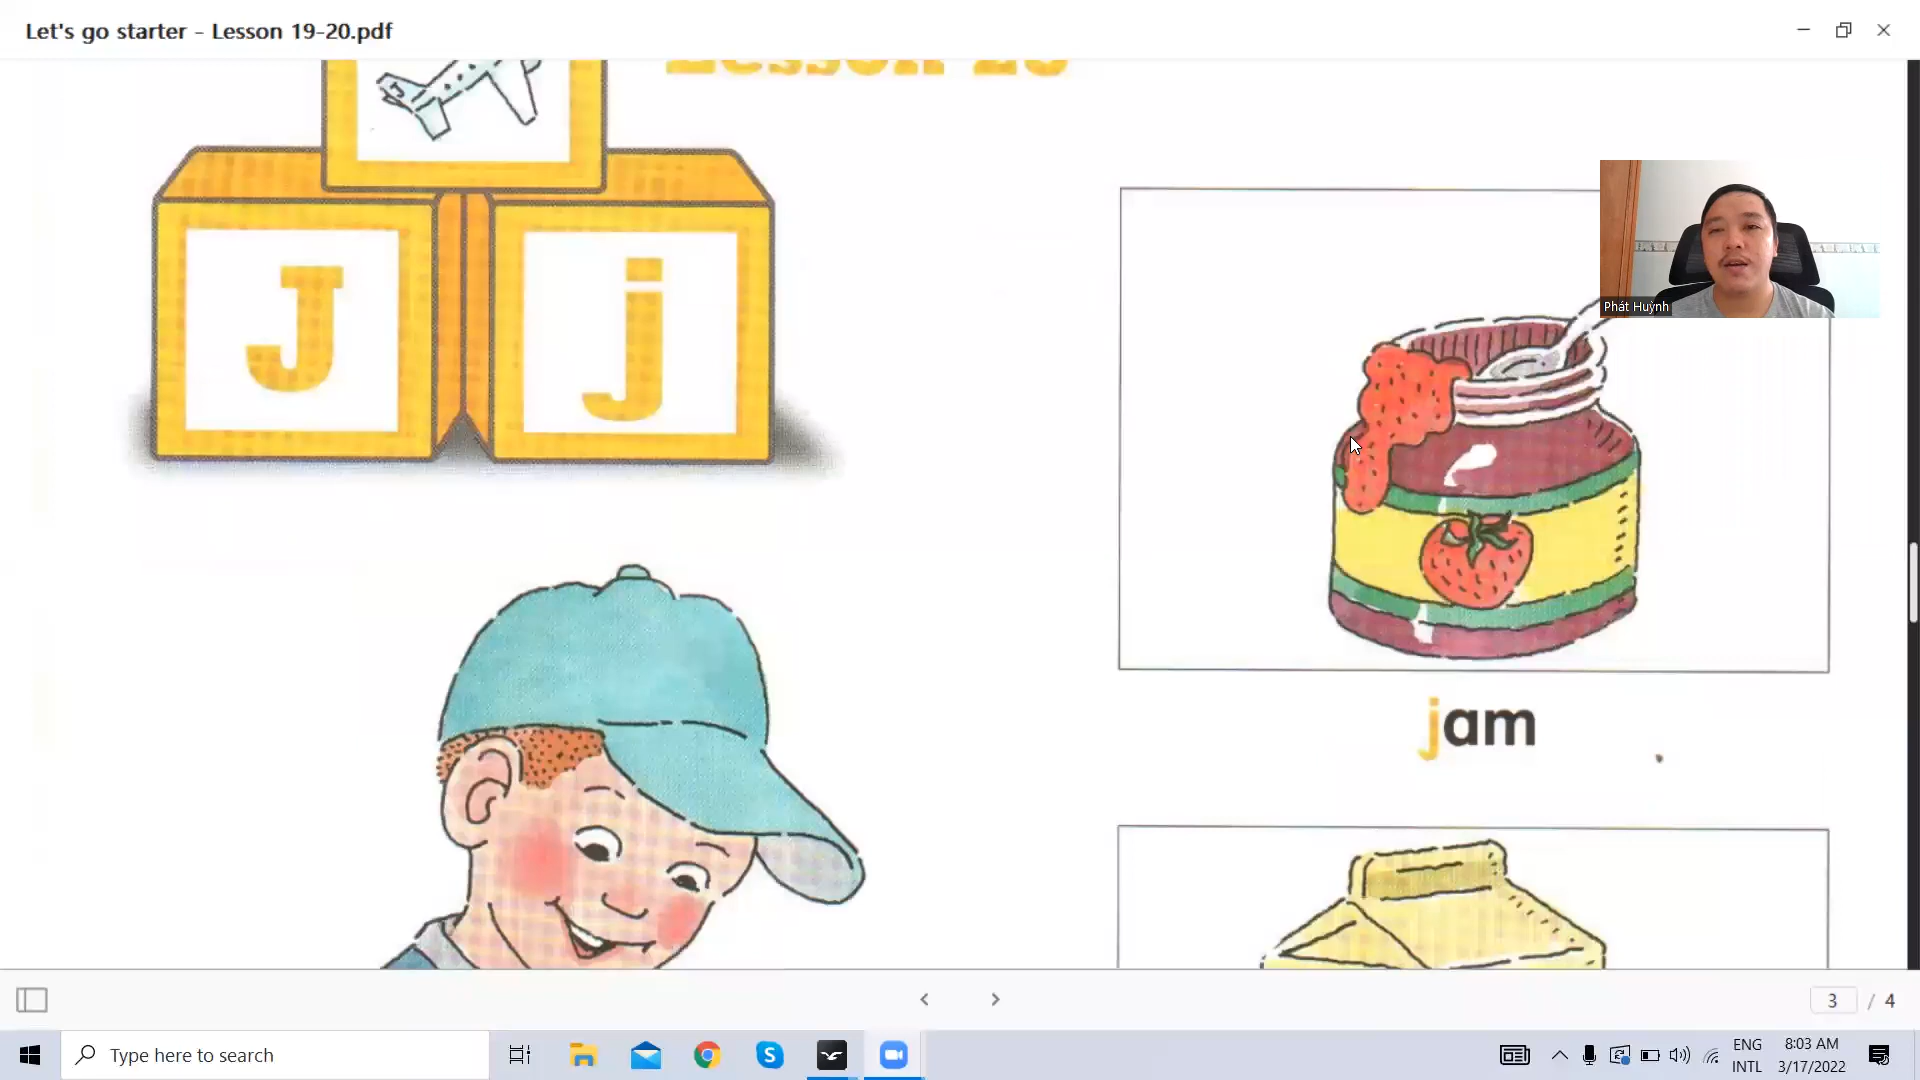 Let's go starter - Lesson 19-20.pdf
J
j
Phát Huỳnh
jam
3 / 4
Type here to search
ENG
INTL
8:03 AM
3/17/2022